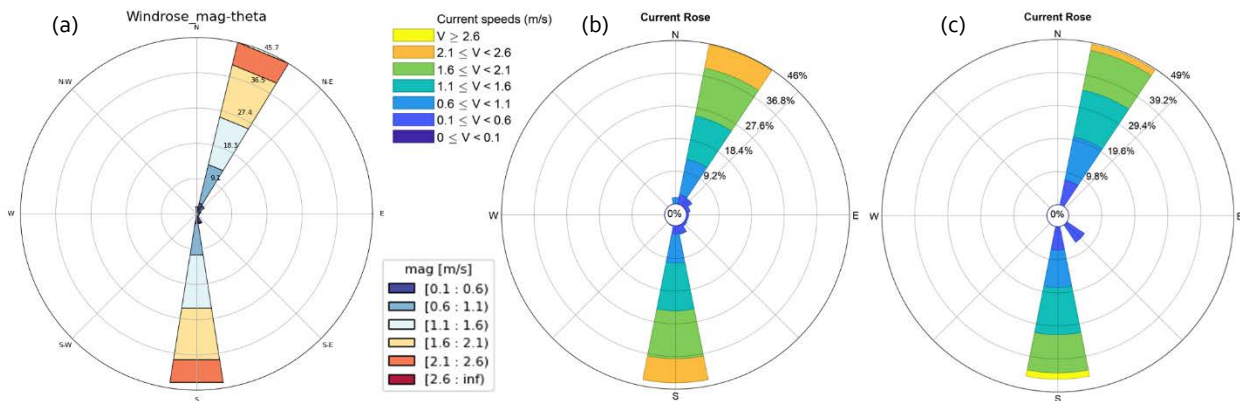 (a)
Windrose_mag-theta
N
N-W
N-E
W
E
S-W
S-E
S
45.7
36.5
27.4
18.3
9.1
Current speeds (m/s)
V ≥ 2.6
2.1 ≤ V < 2.6
1.6 ≤ V < 2.1
1.1 ≤ V < 1.6
0.6 ≤ V < 1.1
0.1 ≤ V < 0.6
0 ≤ V < 0.1
mag [m/s]
[0.1 : 0.6)
[0.6 : 1.1)
[1.1 : 1.6)
[1.6 : 2.1)
[2.1 : 2.6)
[2.6 : inf)
(b)
Current Rose
N
46%
36.8%
27.6%
18.4%
9.2%
W
0%
E
S
(c)
Current Rose
N
49%
39.2%
29.4%
19.6%
9.8%
W
0%
E
S